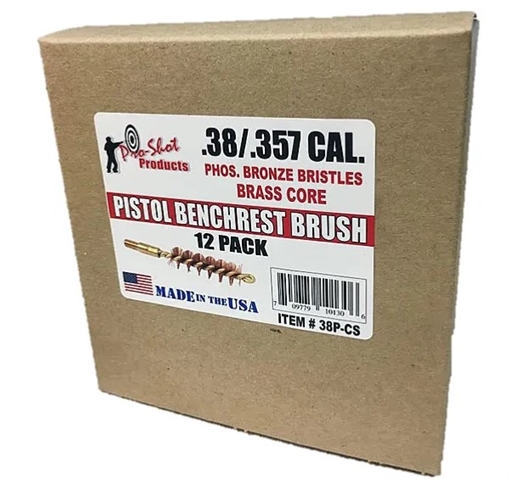 Pro-Shot
Products
.38/.357 CAL.
PHOS. BRONZE BRISTLES
BRASS CORE
PISTOL BENCHREST BRUSH
12 PACK
MADE IN THE USA
7 09779 10130 6
ITEM # 38P-CS